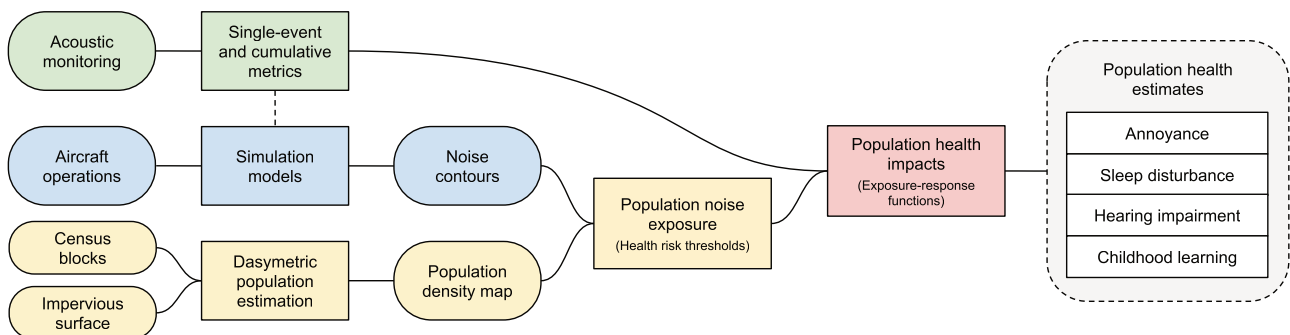 Acoustic
monitoring
Single-event
and cumulative
metrics
Aircraft
operations
Simulation
models
Noise
contours
Census
blocks
Impervious
surface
Dasymetric
population
estimation
Population
density map
Population noise
exposure
(Health risk thresholds)
Population health
impacts
(Exposure-response
functions)
Population health
estimates
Annoyance
Sleep disturbance
Hearing impairment
Childhood learning